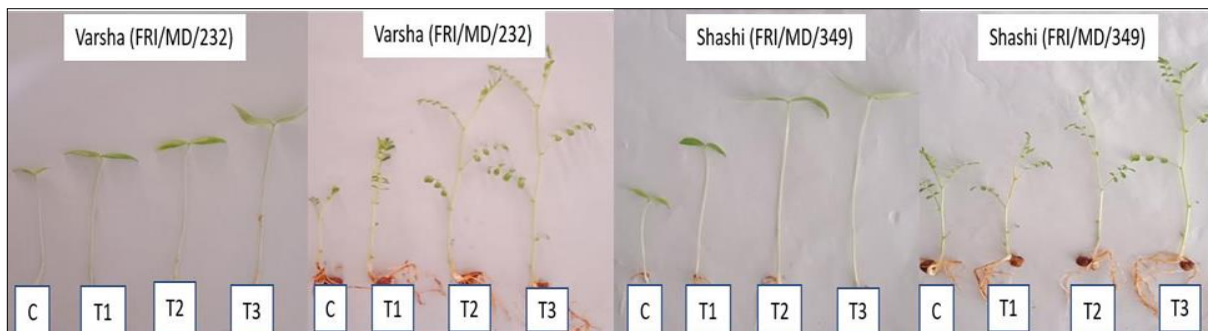 Varsha (FRI/MD/232)
Varsha (FRI/MD/232)
Shashi (FRI/MD/349)
Shashi (FRI/MD/349)
C
T1
T2
T3
C
T1
T2
T3
C
T1
T2
T3
C
T1
T2
T3